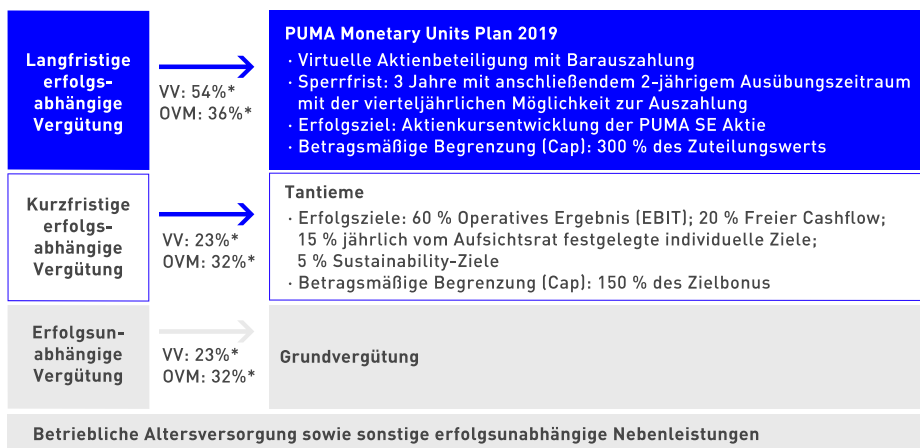 Langfristige
erfolgs-
abhängige
Vergütung
VV: 54%*
OVM: 36%*
PUMA Monetary Units Plan 2019
· Virtuelle Aktienbeteiligung mit Barauszahlung
· Sperrfrist: 3 Jahre mit anschließendem 2-jährigem Ausübungszeitraum
mit der vierteljährlichen Möglichkeit zur Auszahlung
· Erfolgsziel: Aktienkursentwicklung der PUMA SE Aktie
· Betragsmäßige Begrenzung (Cap): 300 % des Zuteilungswerts
Kurzfristige
erfolgs-
abhängige
Vergütung
VV: 23%*
OVM: 32%*
Tantieme
· Erfolgsziele: 60 % Operatives Ergebnis (EBIT); 20 % Freier Cashflow;
15 % jährlich vom Aufsichtsrat festgelegte individuelle Ziele;
5 % Sustainability-Ziele
· Betragsmäßige Begrenzung (Cap): 150 % des Zielbonus
Erfolgsun-
abhängige
Vergütung
VV: 23%*
OVM: 32%*
Grundvergütung
Betriebliche Altersversorgung sowie sonstige erfolgsunabhängige Nebenleistungen